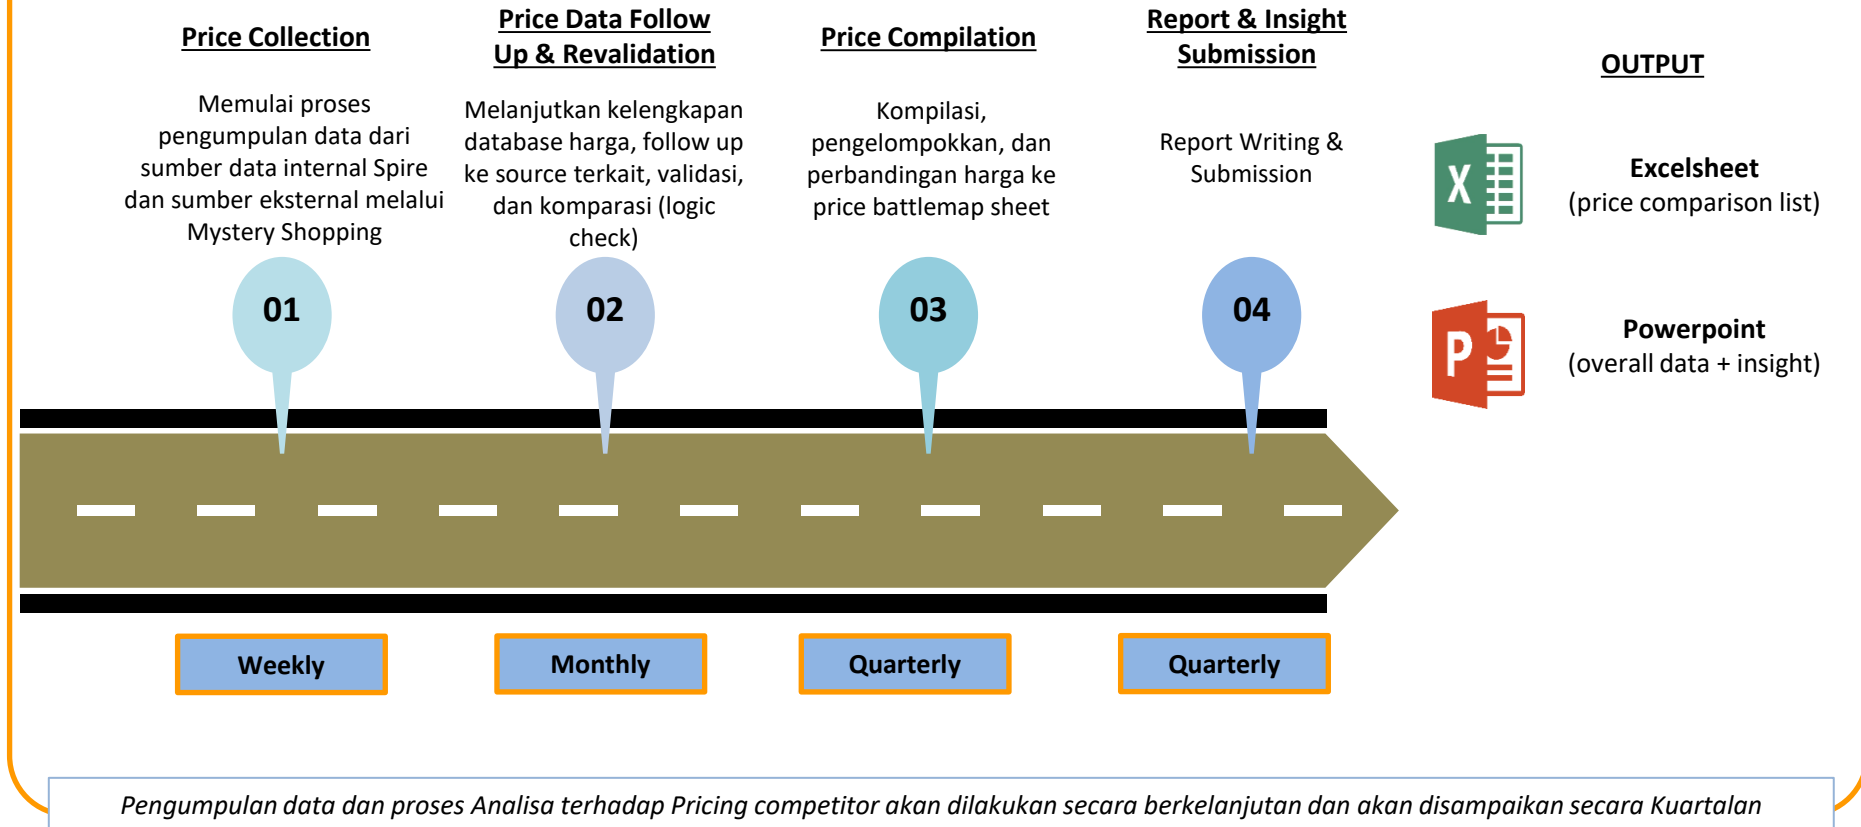 Price Collection
Memulai proses
pengumpulan data dari
sumber data internal Spire
dan sumber eksternal melalui
Mystery Shopping
01
Price Data Follow
Up & Revalidation
Melanjutkan kelengkapan
database harga, follow up
ke source terkait, validasi,
dan komparasi (logic
check)
02
Price Compilation
Kompilasi,
pengelompokkan, dan
perbandingan harga ke
price battlemap sheet
03
Report & Insight
Submission
Report Writing &
Submission
04
OUTPUT
X
Excelsheet
(price comparison list)
P
Powerpoint
(overall data + insight)
Weekly
Monthly
Quarterly
Quarterly
Pengumpulan data dan proses Analisa terhadap Pricing competitor akan dilakukan secara berkelanjutan dan akan disampaikan secara Kuartalan